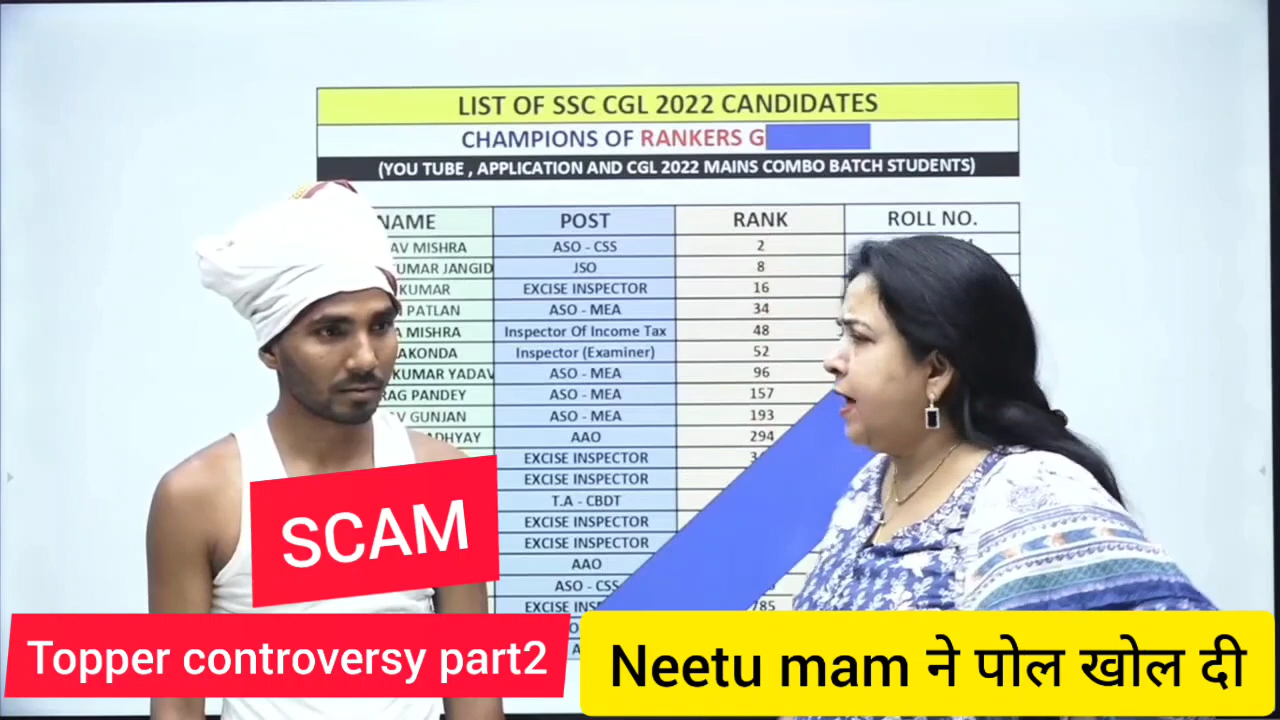 LIST OF SSC CGL 2022 CANDIDATES
CHAMPIONS OF RANKERS G
(YOU TUBE , APPLICATION AND CGL 2022 MAINS COMBO BATCH STUDENTS)
NAME POST RANK ROLL NO.
AV MISHRA ASO - CSS 2
KUMAR JANGID JSO 8
KUMAR EXCISE INSPECTOR 16
PATLAN ASO - MEA 34
MISHRA Inspector Of Income Tax 48
AKONDA Inspector (Examiner) 52
KUMAR YADAV ASO - MEA 96
RAG PANDEY ASO - MEA 157
AV GUNJAN ASO - MEA 193
ADHYAY AAO 294
EXCISE INSPECTOR
EXCISE INSPECTOR
T.A - CBDT
EXCISE INSPECTOR
EXCISE INSPECTOR
AAO
ASO - CSS
EXCISE INS 785
SCAM
Topper controversy part2
Neetu mam ने पोल खोल दी